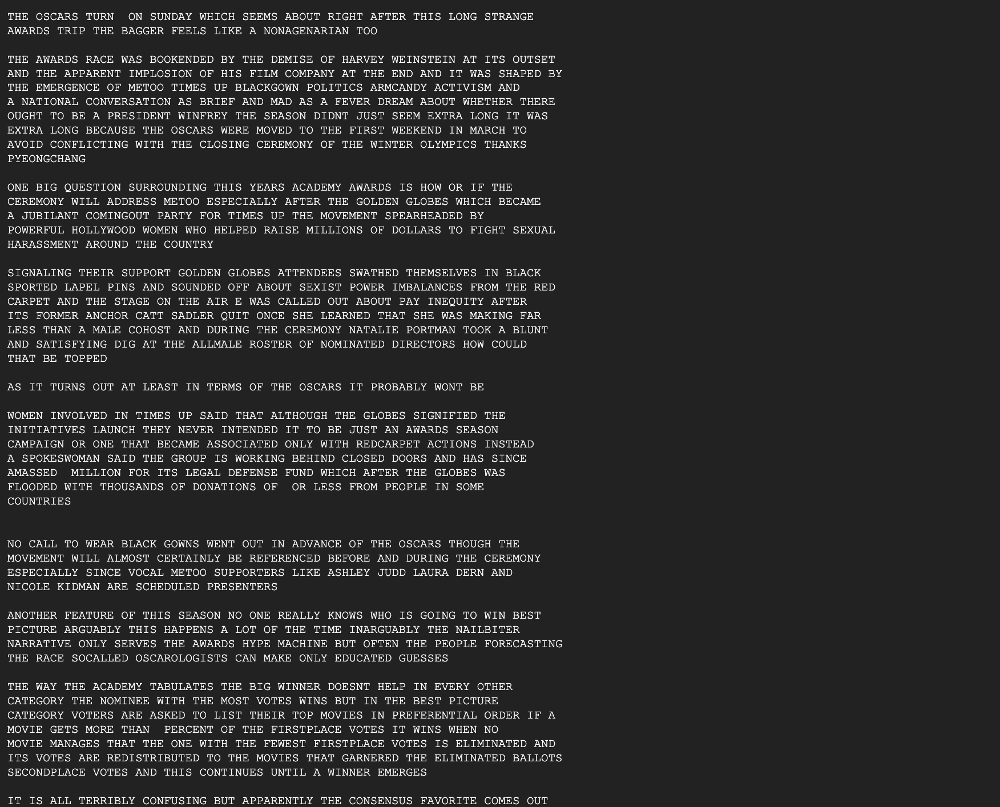 THE OSCARS TURN  ON SUNDAY WHICH SEEMS ABOUT RIGHT AFTER THIS LONG STRANGE
AWARDS TRIP THE BAGGER FEELS LIKE A NONAGENARIAN TOO

THE AWARDS RACE WAS BOOKENDED BY THE DEMISE OF HARVEY WEINSTEIN AT ITS OUTSET
AND THE APPARENT IMPLOSION OF HIS FILM COMPANY AT THE END AND IT WAS SHAPED BY
THE EMERGENCE OF METOO TIMES UP BLACKGOWN POLITICS ARMCANDY ACTIVISM AND
A NATIONAL CONVERSATION AS BRIEF AND MAD AS A FEVER DREAM ABOUT WHETHER THERE
OUGHT TO BE A PRESIDENT WINFREY THE SEASON DIDNT JUST SEEM EXTRA LONG IT WAS
EXTRA LONG BECAUSE THE OSCARS WERE MOVED TO THE FIRST WEEKEND IN MARCH TO
AVOID CONFLICTING WITH THE CLOSING CEREMONY OF THE WINTER OLYMPICS THANKS
PYEONGCHANG

ONE BIG QUESTION SURROUNDING THIS YEARS ACADEMY AWARDS IS HOW OR IF THE
CEREMONY WILL ADDRESS METOO ESPECIALLY AFTER THE GOLDEN GLOBES WHICH BECAME
A JUBILANT COMINGOUT PARTY FOR TIMES UP THE MOVEMENT SPEARHEADED BY
POWERFUL HOLLYWOOD WOMEN WHO HELPED RAISE MILLIONS OF DOLLARS TO FIGHT SEXUAL
HARASSMENT AROUND THE COUNTRY

SIGNALING THEIR SUPPORT GOLDEN GLOBES ATTENDEES SWATHED THEMSELVES IN BLACK
SPORTED LAPEL PINS AND SOUNDED OFF ABOUT SEXIST POWER IMBALANCES FROM THE RED
CARPET AND THE STAGE ON THE AIR E WAS CALLED OUT ABOUT PAY INEQUITY AFTER
ITS FORMER ANCHOR CATT SADLER QUIT ONCE SHE LEARNED THAT SHE WAS MAKING FAR
LESS THAN A MALE COHOST AND DURING THE CEREMONY NATALIE PORTMAN TOOK A BLUNT
AND SATISFYING DIG AT THE ALLMALE ROSTER OF NOMINATED DIRECTORS HOW COULD
THAT BE TOPPED

AS IT TURNS OUT AT LEAST IN TERMS OF THE OSCARS IT PROBABLY WONT BE

WOMEN INVOLVED IN TIMES UP SAID THAT ALTHOUGH THE GLOBES SIGNIFIED THE
INITIATIVES LAUNCH THEY NEVER INTENDED IT TO BE JUST AN AWARDS SEASON
CAMPAIGN OR ONE THAT BECAME ASSOCIATED ONLY WITH REDCARPET ACTIONS INSTEAD
A SPOKESWOMAN SAID THE GROUP IS WORKING BEHIND CLOSED DOORS AND HAS SINCE
AMASSED  MILLION FOR ITS LEGAL DEFENSE FUND WHICH AFTER THE GLOBES WAS
FLOODED WITH THOUSANDS OF DONATIONS OF  OR LESS FROM PEOPLE IN SOME
COUNTRIES

NO CALL TO WEAR BLACK GOWNS WENT OUT IN ADVANCE OF THE OSCARS THOUGH THE
MOVEMENT WILL ALMOST CERTAINLY BE REFERENCED BEFORE AND DURING THE CEREMONY
ESPECIALLY SINCE VOCAL METOO SUPPORTERS LIKE ASHLEY JUDD LAURA DERN AND
NICOLE KIDMAN ARE SCHEDULED PRESENTERS

ANOTHER FEATURE OF THIS SEASON NO ONE REALLY KNOWS WHO IS GOING TO WIN BEST
PICTURE ARGUABLY THIS HAPPENS A LOT OF THE TIME INARGUABLY THE NAILBITER
NARRATIVE ONLY SERVES THE AWARDS HYPE MACHINE BUT OFTEN THE PEOPLE FORECASTING
THE RACE SOCALLED OSCAROLOGISTS CAN MAKE ONLY EDUCATED GUESSES

THE WAY THE ACADEMY TABULATES THE BIG WINNER DOESNT HELP IN EVERY OTHER
CATEGORY THE NOMINEE WITH THE MOST VOTES WINS BUT IN THE BEST PICTURE
CATEGORY VOTERS ARE ASKED TO LIST THEIR TOP MOVIES IN PREFERENTIAL ORDER IF A
MOVIE GETS MORE THAN  PERCENT OF THE FIRSTPLACE VOTES IT WINS WHEN NO
MOVIE MANAGES THAT THE ONE WITH THE FEWEST FIRSTPLACE VOTES IS ELIMINATED AND
ITS VOTES ARE REDISTRIBUTED TO THE MOVIES THAT GARNERED THE ELIMINATED BALLOTS
SECONDPLACE VOTES AND THIS CONTINUES UNTIL A WINNER EMERGES

IT IS ALL TERRIBLY CONFUSING BUT APPARENTLY THE CONSENSUS FAVORITE COMES OUT